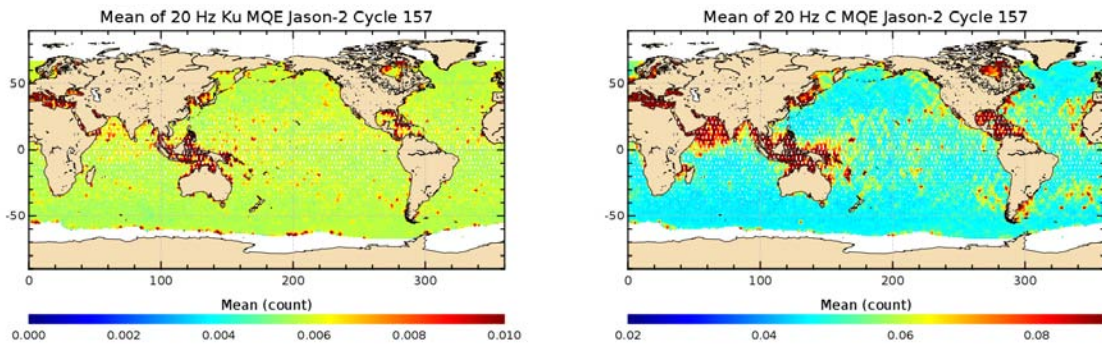 Mean of 20 Hz Ku MQE Jason-2 Cycle 157
50
0
-50
0 100 200 300
Mean (count)
0.000 0.002 0.004 0.006 0.008 0.010
Mean of 20 Hz C MQE Jason-2 Cycle 157
50
0
-50
0 100 200 300
Mean (count)
0.02 0.04 0.06 0.08